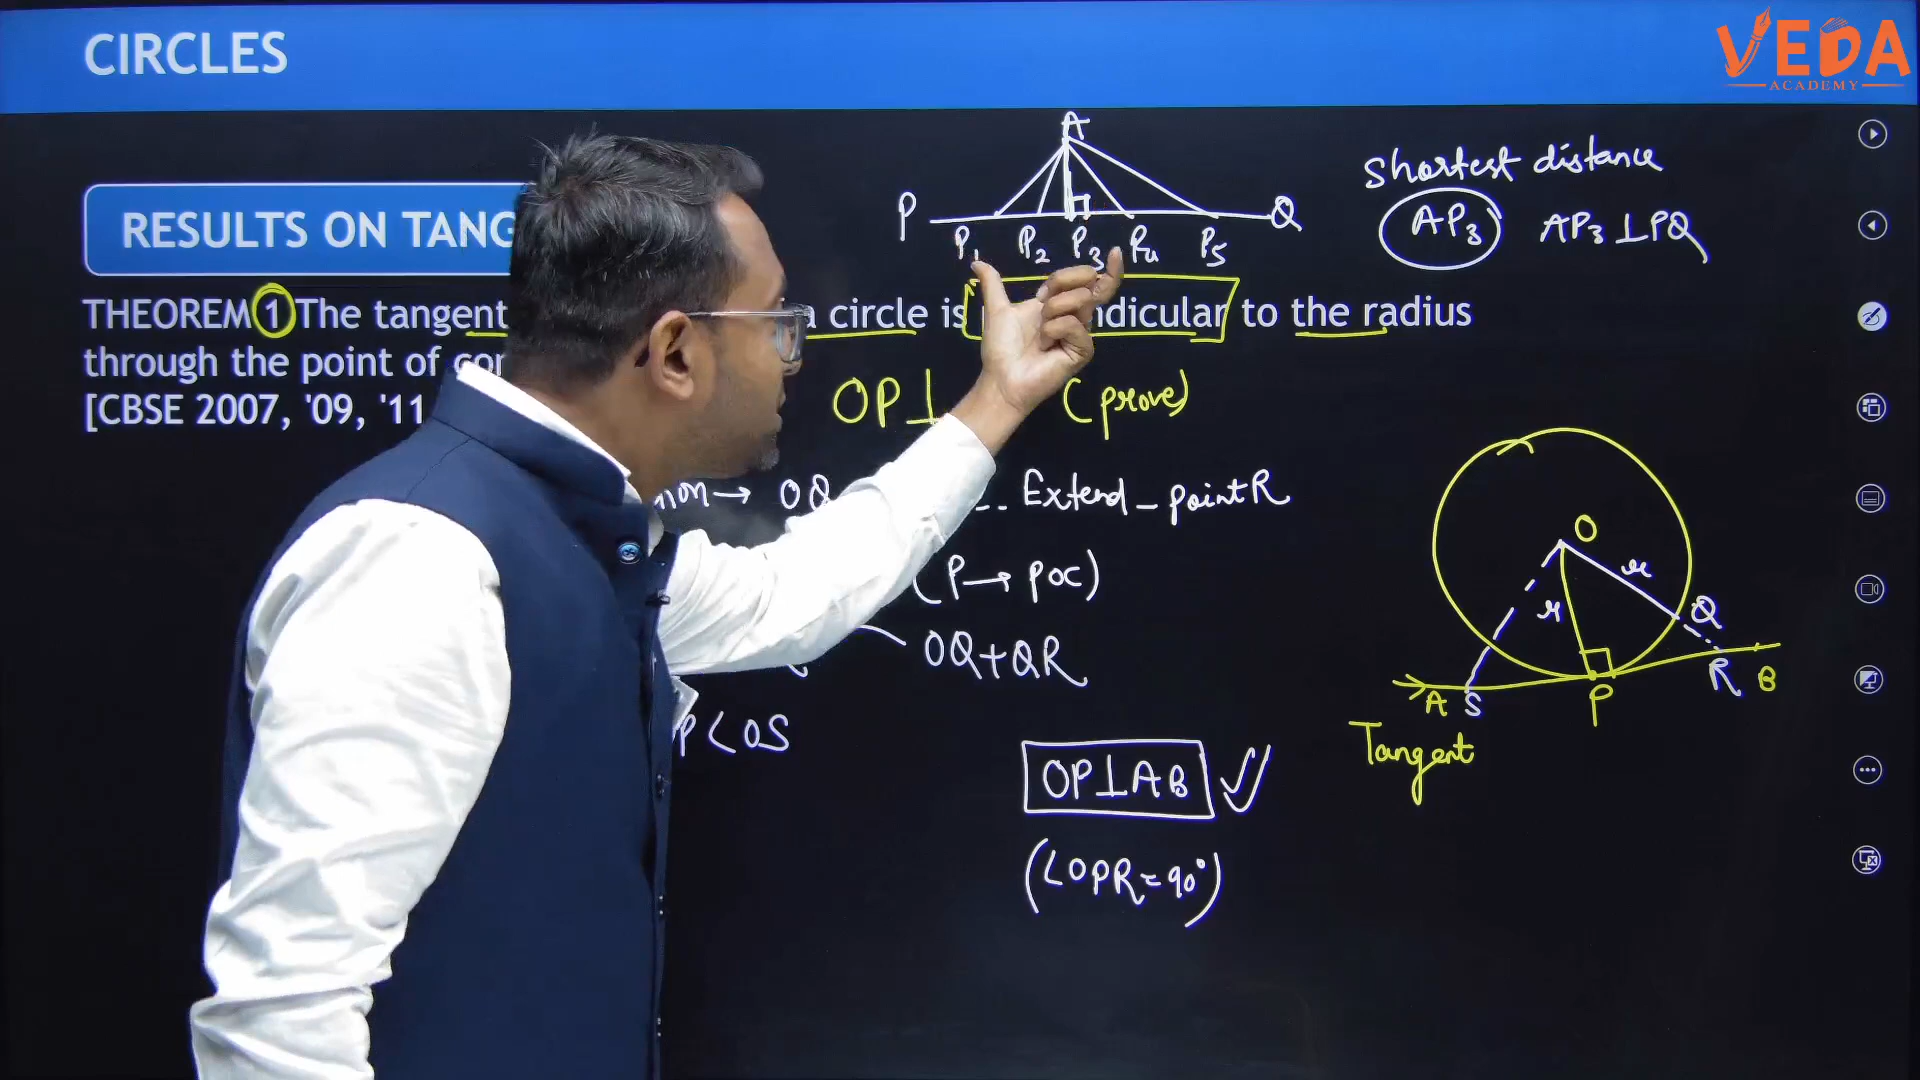 CIRCLES
VEDA
ACADEMY
A
Shortest distance
P Q
AP₃ AP₃ ⊥ PQ
P₁ P₂ P₃ P₄ P₅
RESULTS ON TANG
THEOREM 1 The tangent a circle is ndicular to the radius
through the point of con
[CBSE 2007, '09, '11
OP ⊥ (prove)
OQ -- Extend - point R
(P → POC)
OQ + QR
P < OS
OP ⊥ AB
(∠OPR = 90°)
O
r r
Q
A S P R B
Tangent